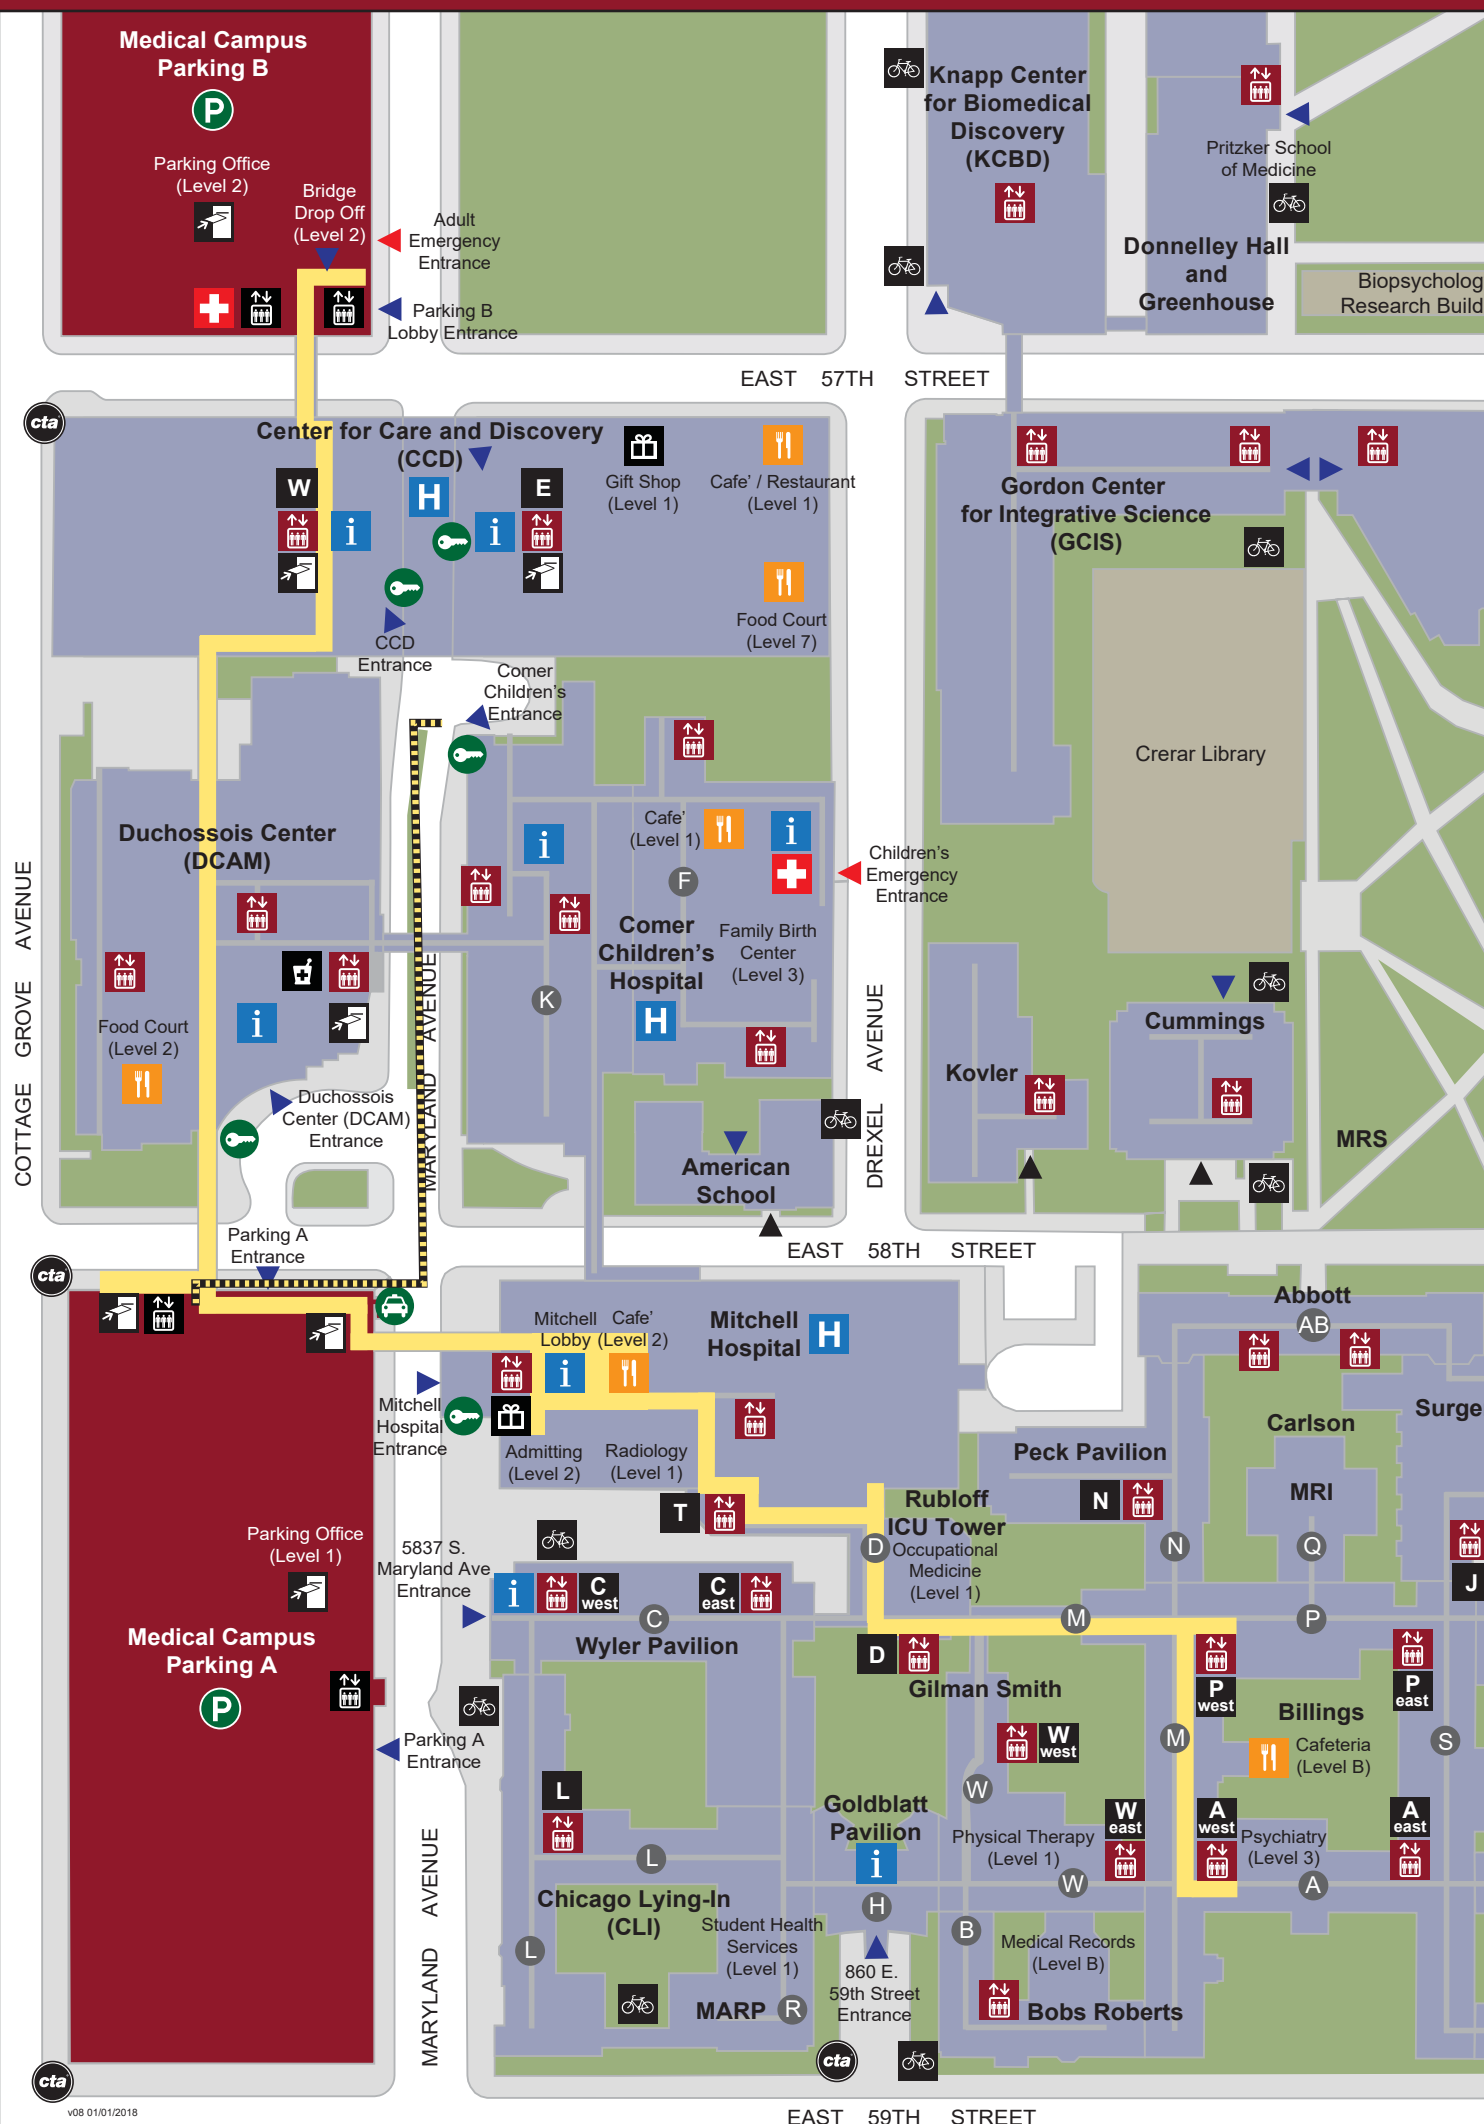 Medical Campus
Parking B
P
Parking Office
(Level 2)
Bridge
Drop Off
(Level 2)
Adult
Emergency
Entrance
Parking B
Lobby Entrance
Knapp Center
for Biomedical
Discovery
(KCBD)
Pritzker School
of Medicine
Donnelley Hall
and
Greenhouse
Biopsycholog
Research Build
EAST 57TH STREET
cta
Center for Care and Discovery
(CCD)
W
i
H
i
E
Gift Shop
(Level 1)
Cafe' / Restaurant
(Level 1)
Food Court
(Level 7)
CCD
Entrance
Gordon Center
for Integrative Science
(GCIS)
Comer
Children's
Entrance
Crerar Library
Duchossois Center
(DCAM)
i
Cafe'
(Level 1)
i
F
Children's
Emergency
Entrance
Comer
Children's
Hospital
H
Family Birth
Center
(Level 3)
K
COTTAGE GROVE AVENUE
MARYLAND AVENUE
DREXEL AVENUE
Food Court
(Level 2)
i
Duchossois
Center (DCAM)
Entrance
Kovler
Cummings
MRS
American
School
Parking A
Entrance
EAST 58TH STREET
cta
Mitchell
Lobby
Cafe'
(Level 2)
i
Mitchell
Hospital
H
Mitchell
Hospital
Entrance
Admitting
(Level 2)
Radiology
(Level 1)
Abbott
AB
Carlson
Surge
MRI
Peck Pavilion
N
N
Q
T
Rubloff
ICU Tower
D
Occupational
Medicine
(Level 1)
J
Parking Office
(Level 1)
5837 S.
Maryland Ave
Entrance
i
C
west
C
east
C
Wyler Pavilion
M
P
D
Gilman Smith
Medical Campus
Parking A
P
P
west
P
east
Billings
Cafeteria
(Level B)
W
west
M
S
Parking A
Entrance
L
W
Goldblatt
Pavilion
i
Physical Therapy
(Level 1)
W
east
A
west
Psychiatry
(Level 3)
A
east
L
W
A
Chicago Lying-In
(CLI)
H
B
L
Student Health
Services
(Level 1)
Medical Records
(Level B)
860 E.
59th Street
Entrance
MARP
R
Bobs Roberts
MARYLAND AVENUE
cta
cta
v08 01/01/2018
EAST 59TH STREET